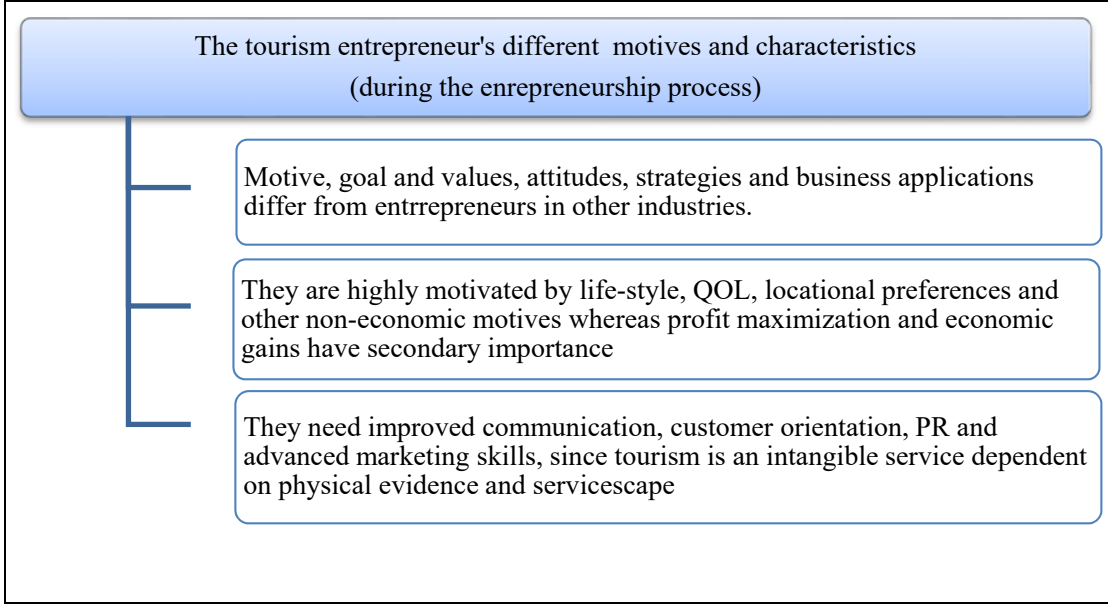 The tourism entrepreneur's different  motives and characteristics
(during the enrepreneurship process)
Motive, goal and values, attitudes, strategies and business applications
differ from entrrepreneurs in other industries.
They are highly motivated by life-style, QOL, locational preferences and
other non-economic motives whereas profit maximization and economic
gains have secondary importance
They need improved communication, customer orientation, PR and
advanced marketing skills, since tourism is an intangible service dependent
on physical evidence and servicescape